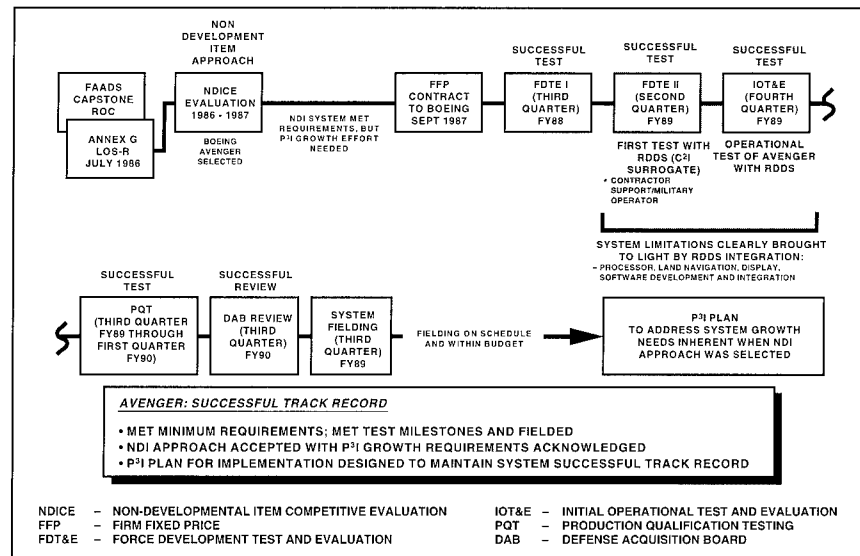 NON
DEVELOPMENT
ITEM
APPROACH
FAADS
CAPSTONE
ROC
ANNEX G
LOS-R
JULY 1986
NDICE
EVALUATION
1986 - 1987
BOEING
AVENGER
SELECTED
NDI SYSTEM MET
REQUIREMENTS, BUT
P³I GROWTH EFFORT
NEEDED
FFP
CONTRACT
TO BOEING
SEPT 1987
SUCCESSFUL
TEST
FDTE I
(THIRD
QUARTER)
FY88
SUCCESSFUL
TEST
FDTE II
(SECOND
QUARTER)
FY89
FIRST TEST WITH
RDDS (C²I
SURROGATE)
• CONTRACTOR
SUPPORT/MILITARY
OPERATOR
SUCCESSFUL
TEST
IOT&E
(FOURTH
QUARTER)
FY89
OPERATIONAL
TEST OF AVENGER
WITH RDDS
SYSTEM LIMITATIONS CLEARLY BROUGHT
TO LIGHT BY RDDS INTEGRATION:
– PROCESSOR, LAND NAVIGATION, DISPLAY,
SOFTWARE DEVELOPMENT AND INTEGRATION
SUCCESSFUL
TEST
PQT
(THIRD QUARTER
FY89 THROUGH
FIRST QUARTER
FY90)
SUCCESSFUL
REVIEW
DAB REVIEW
(THIRD
QUARTER)
FY90
SYSTEM
FIELDING
(THIRD
QUARTER)
FY89
FIELDING ON SCHEDULE
AND WITHIN BUDGET
P³I PLAN
TO ADDRESS SYSTEM GROWTH
NEEDS INHERENT WHEN NDI
APPROACH WAS SELECTED
AVENGER: SUCCESSFUL TRACK RECORD
• MET MINIMUM REQUIREMENTS; MET TEST MILESTONES AND FIELDED
• NDI APPROACH ACCEPTED WITH P³I GROWTH REQUIREMENTS ACKNOWLEDGED
• P³I PLAN FOR IMPLEMENTATION DESIGNED TO MAINTAIN SYSTEM SUCCESSFUL TRACK RECORD
NDICE – NON-DEVELOPMENTAL ITEM COMPETITIVE EVALUATION
FFP – FIRM FIXED PRICE
FDT&E – FORCE DEVELOPMENT TEST AND EVALUATION
IOT&E – INITIAL OPERATIONAL TEST AND EVALUATION
PQT – PRODUCTION QUALIFICATION TESTING
DAB – DEFENSE ACQUISITION BOARD